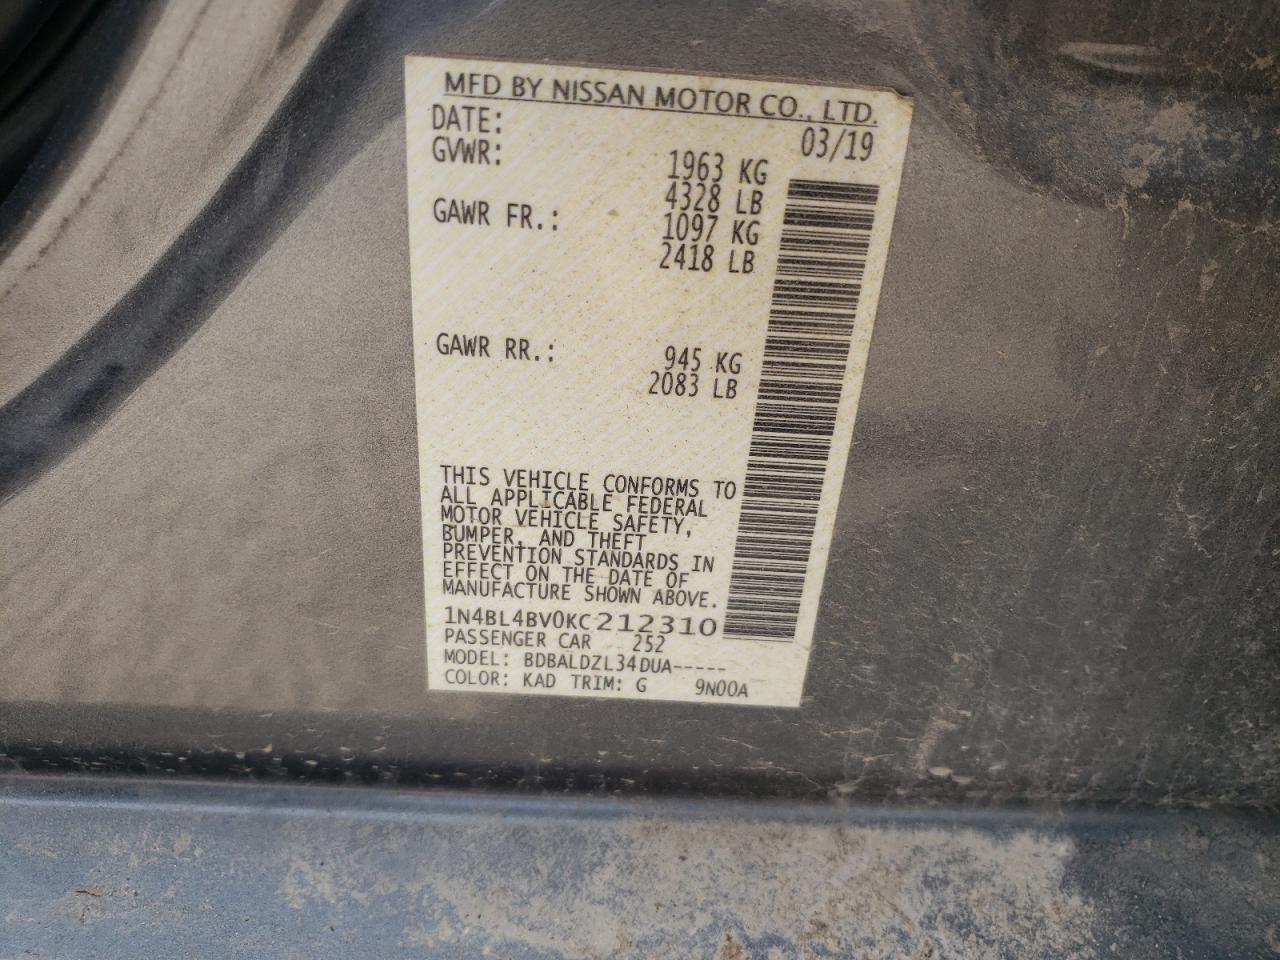 MFD BY NISSAN MOTOR CO., LTD.
DATE: 03/19
GVWR: 1963 KG
4328 LB
GAWR FR.: 1097 KG
2418 LB
GAWR RR.: 945 KG
2083 LB
THIS VEHICLE CONFORMS TO
ALL APPLICABLE FEDERAL
MOTOR VEHICLE SAFETY,
BUMPER, AND THEFT
PREVENTION STANDARDS IN
EFFECT ON THE DATE OF
MANUFACTURE SHOWN ABOVE.
1N4BL4BV0KC212310
PASSENGER CAR 252
MODEL: BDBALDZL34DUA-----
COLOR: KAD TRIM: G 9N00A